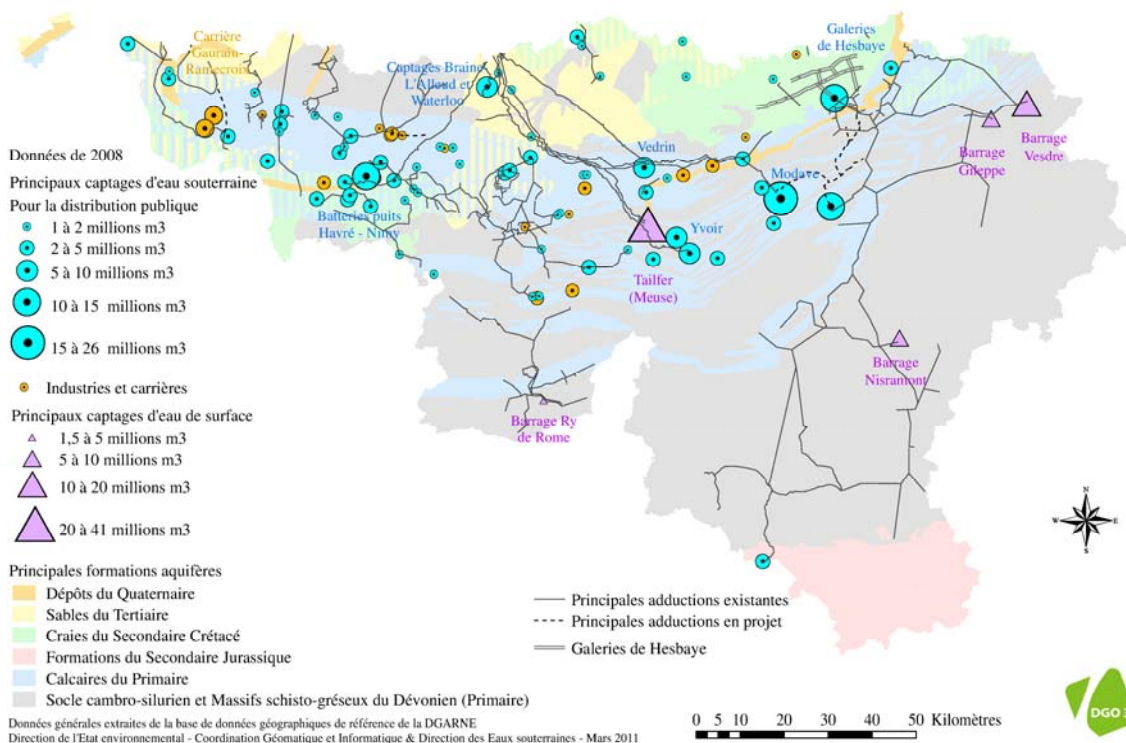 Carrière
Gaurain-
Ramecroix
Captages Braine
L'Alleud et
Waterloo
Galeries
de Hesbaye
Vedrin
Modave
Barrage
Gileppe
Barrage
Vesdre
Batteries puits
Havré - Nimy
Yvoir
Tailfer
(Meuse)
Barrage
Nisramont
Barrage Ry
de Rome
Données de 2008
Principaux captages d'eau souterraine
Pour la distribution publique
1 à 2 millions m3
2 à 5 millions m3
5 à 10 millions m3
10 à 15 millions m3
15 à 26 millions m3
Industries et carrières
Principaux captages d'eau de surface
1,5 à 5 millions m3
5 à 10 millions m3
10 à 20 millions m3
20 à 41 millions m3
Principales formations aquifères
Dépôts du Quaternaire
Sables du Tertiaire
Craies du Secondaire Crétacé
Formations du Secondaire Jurassique
Calcaires du Primaire
Socle cambro-silurien et Massifs schisto-gréseux du Dévonien (Primaire)
Principales adductions existantes
Principales adductions en projet
Galeries de Hesbaye
N
W E
S
DGO 3
0 5 10 20 30 40 50 Kilomètres
Données générales extraites de la base de données géographiques de référence de la DGARNE
Direction de l'Etat environnemental - Coordination Géomatique et Informatique & Direction des Eaux souterraines - Mars 2011